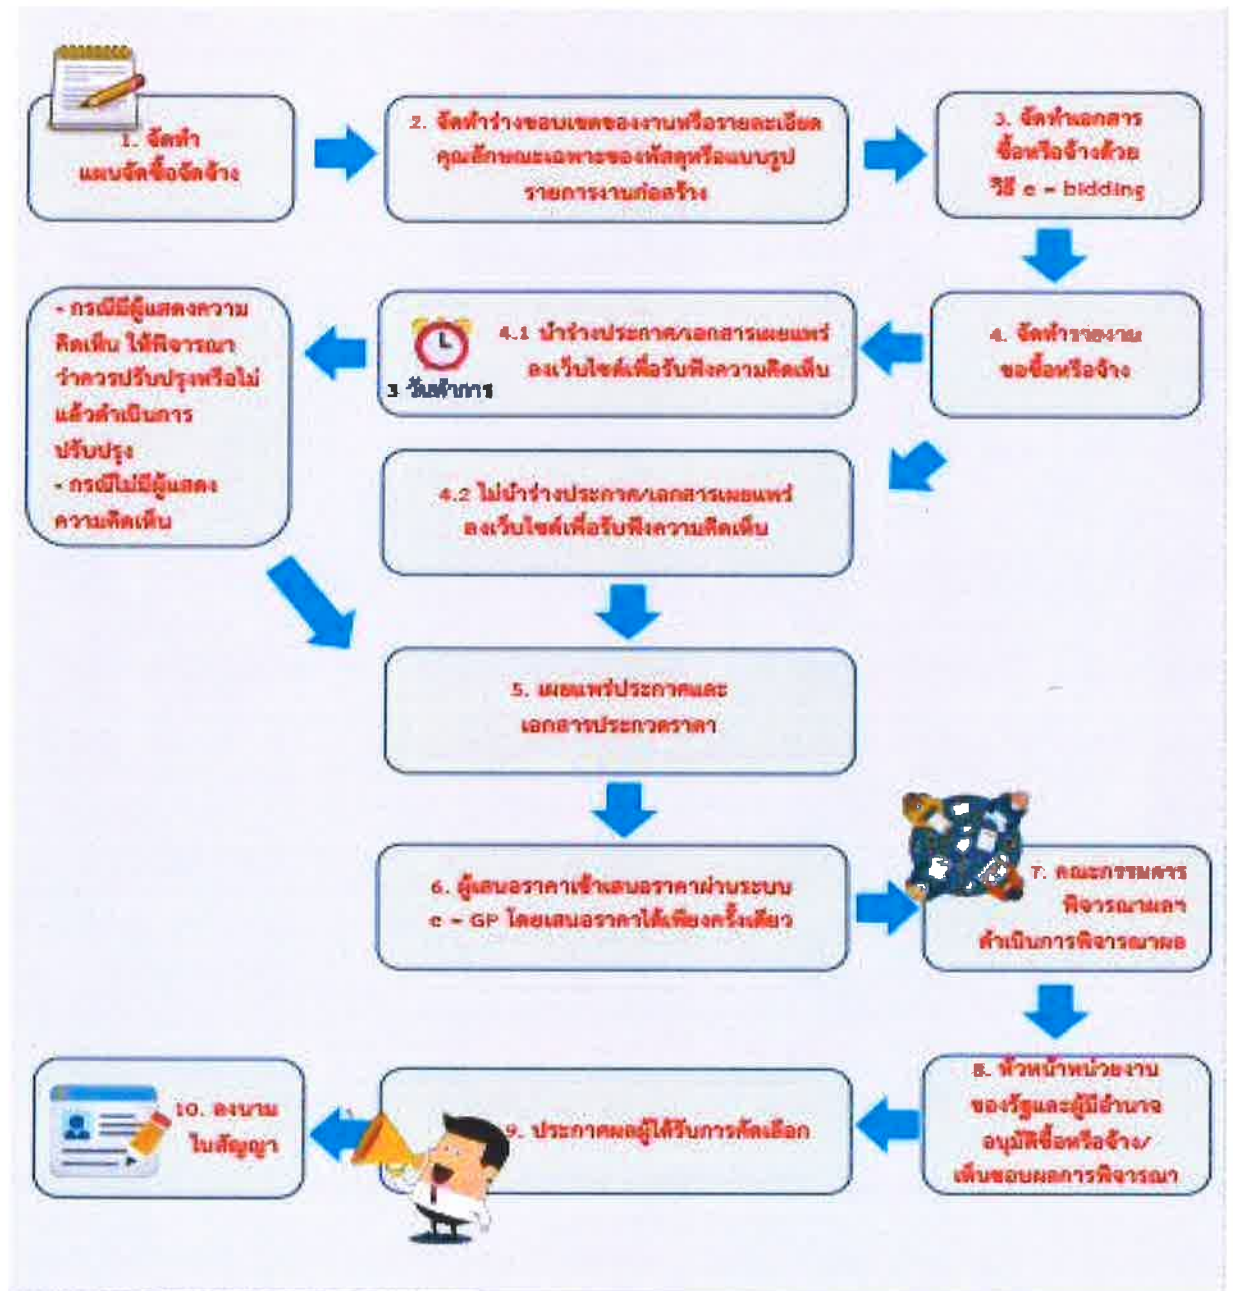 1. จัดทำ
แผนจัดซื้อจัดจ้าง
2. จัดทำร่างขอบเขตของงานหรือรายละเอียด
คุณลักษณะเฉพาะของพัสดุหรือแบบรูป
รายการงานก่อสร้าง
3. จัดทำเอกสาร
ซื้อหรือจ้างด้วย
วิธี e - bidding
4. จัดทำรายงาน
ขอซื้อหรือจ้าง
4.1 นำร่างประกาศ/เอกสารเผยแพร่
ลงเว็บไซต์เพื่อรับฟังความคิดเห็น
3 วันทำการ
- กรณีมีผู้แสดงความ
คิดเห็น ให้พิจารณา
ว่าควรปรับปรุงหรือไม่
แล้วดำเนินการ
ปรับปรุง
- กรณีไม่มีผู้แสดง
ความคิดเห็น
4.2 ไม่นำร่างประกาศ/เอกสารเผยแพร่
ลงเว็บไซต์เพื่อรับฟังความคิดเห็น
5. เผยแพร่ประกาศและ
เอกสารประกวดราคา
6. ผู้เสนอราคาเข้าเสนอราคาผ่านระบบ
e - GP โดยเสนอราคาได้เพียงครั้งเดียว
7. คณะกรรมการ
พิจารณาผลฯ
ดำเนินการพิจารณาผล
8. หัวหน้าหน่วยงาน
ของรัฐและผู้มีอำนาจ
อนุมัติซื้อหรือจ้าง/
เห็นชอบผลการพิจารณา
9. ประกาศผลผู้ได้รับการคัดเลือก
10. ลงนาม
ในสัญญา